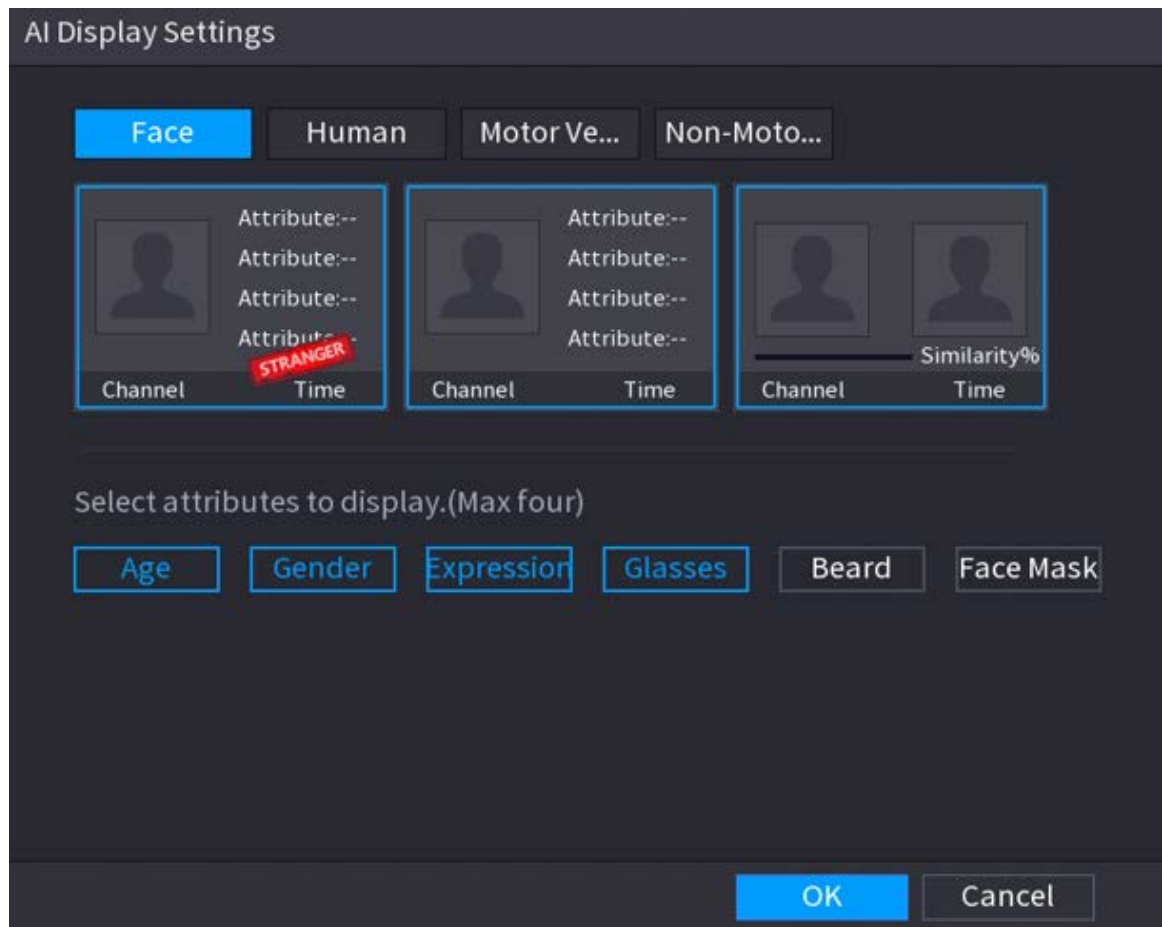 AI Display Settings
Face Human Motor Ve... Non-Moto...
Attribute:-- Attribute:--
Attribute:-- Attribute:--
Attribute:-- Attribute:--
Attribute:-- Attribute:--
STRANGER Similarity%
Channel Time Channel Time Channel Time
Select attributes to display.(Max four)
Age Gender Expression Glasses Beard Face Mask
OK Cancel